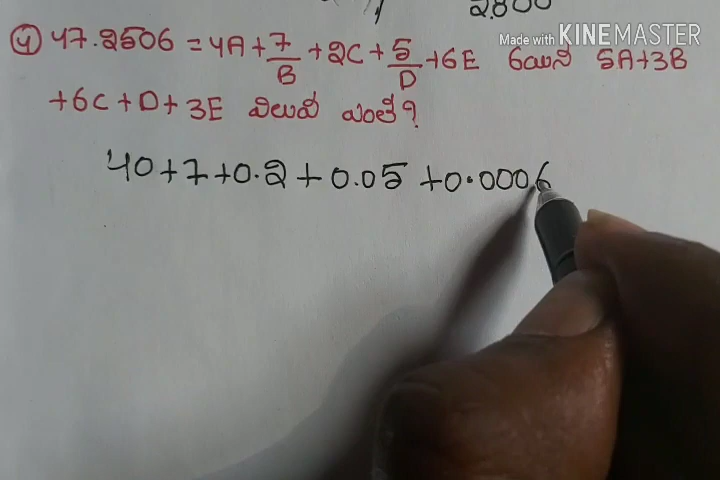 2.800
Made with KINEMASTER
④ 47.2506 = 4A + 7/B + 2C + 5/D + 6E అయిన 5A+3B
+6C + D + 3E విలువ ఎంత?
40 + 7 + 0.2 + 0.05 + 0.0006